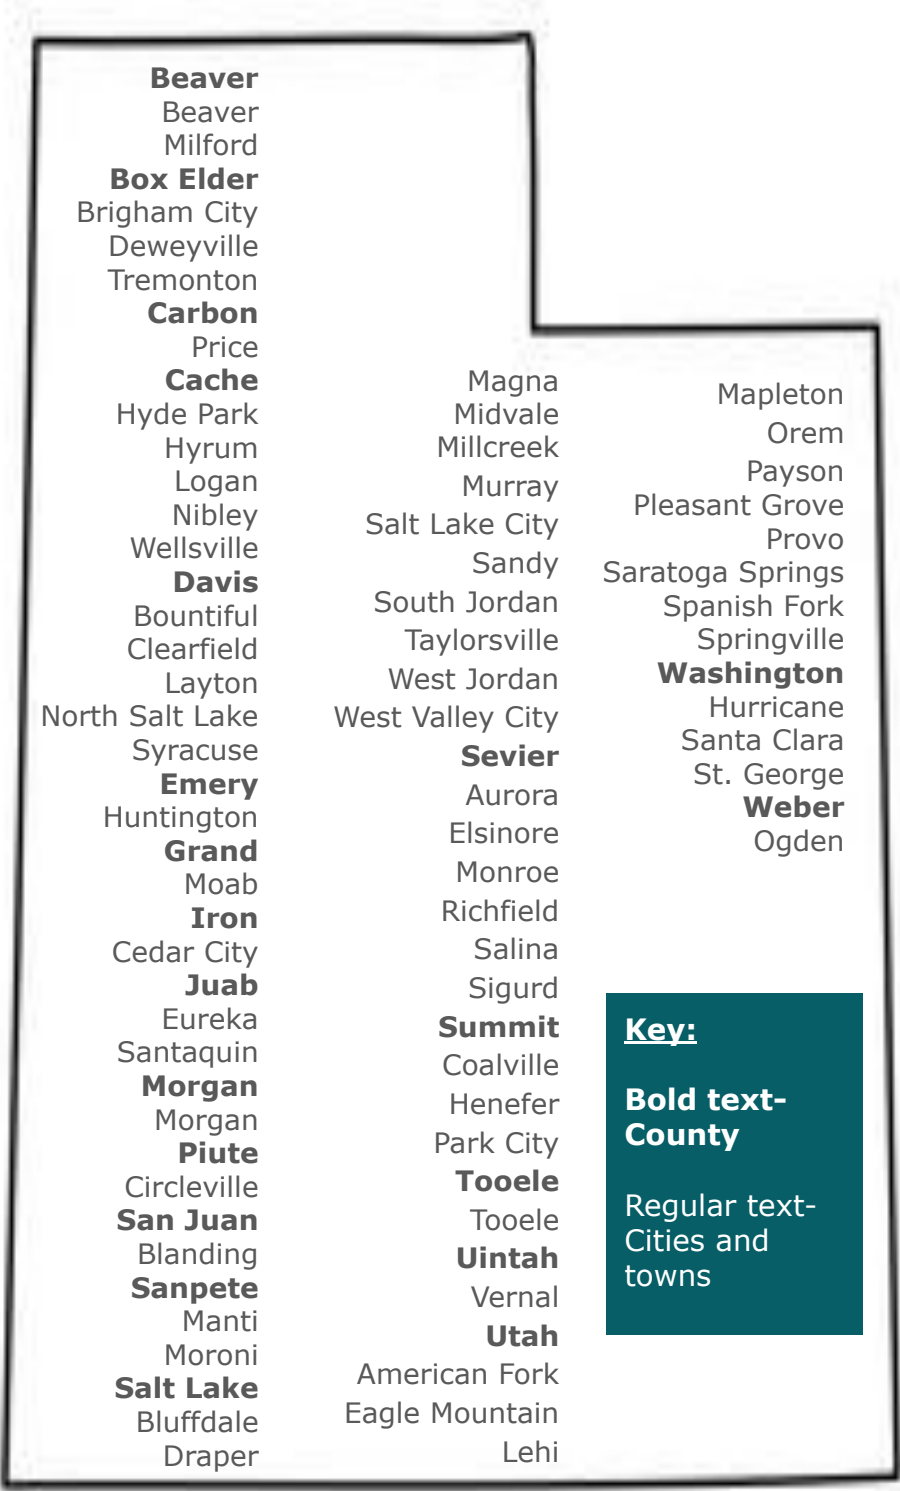 Beaver
Beaver
Milford
Box Elder
Brigham City
Deweyville
Tremonton
Carbon
Price
Cache
Hyde Park
Hyrum
Logan
Nibley
Wellsville
Davis
Bountiful
Clearfield
Layton
North Salt Lake
Syracuse
Emery
Huntington
Grand
Moab
Iron
Cedar City
Juab
Eureka
Santaquin
Morgan
Morgan
Piute
Circleville
San Juan
Blanding
Sanpete
Manti
Moroni
Salt Lake
Bluffdale
Draper
Magna
Midvale
Millcreek
Murray
Salt Lake City
Sandy
South Jordan
Taylorsville
West Jordan
West Valley City
Sevier
Aurora
Elsinore
Monroe
Richfield
Salina
Sigurd
Summit
Coalville
Henefer
Park City
Tooele
Tooele
Uintah
Vernal
Utah
American Fork
Eagle Mountain
Lehi
Mapleton
Orem
Payson
Pleasant Grove
Provo
Saratoga Springs
Spanish Fork
Springville
Washington
Hurricane
Santa Clara
St. George
Weber
Ogden
Key:
Bold text-
County
Regular text-
Cities and
towns